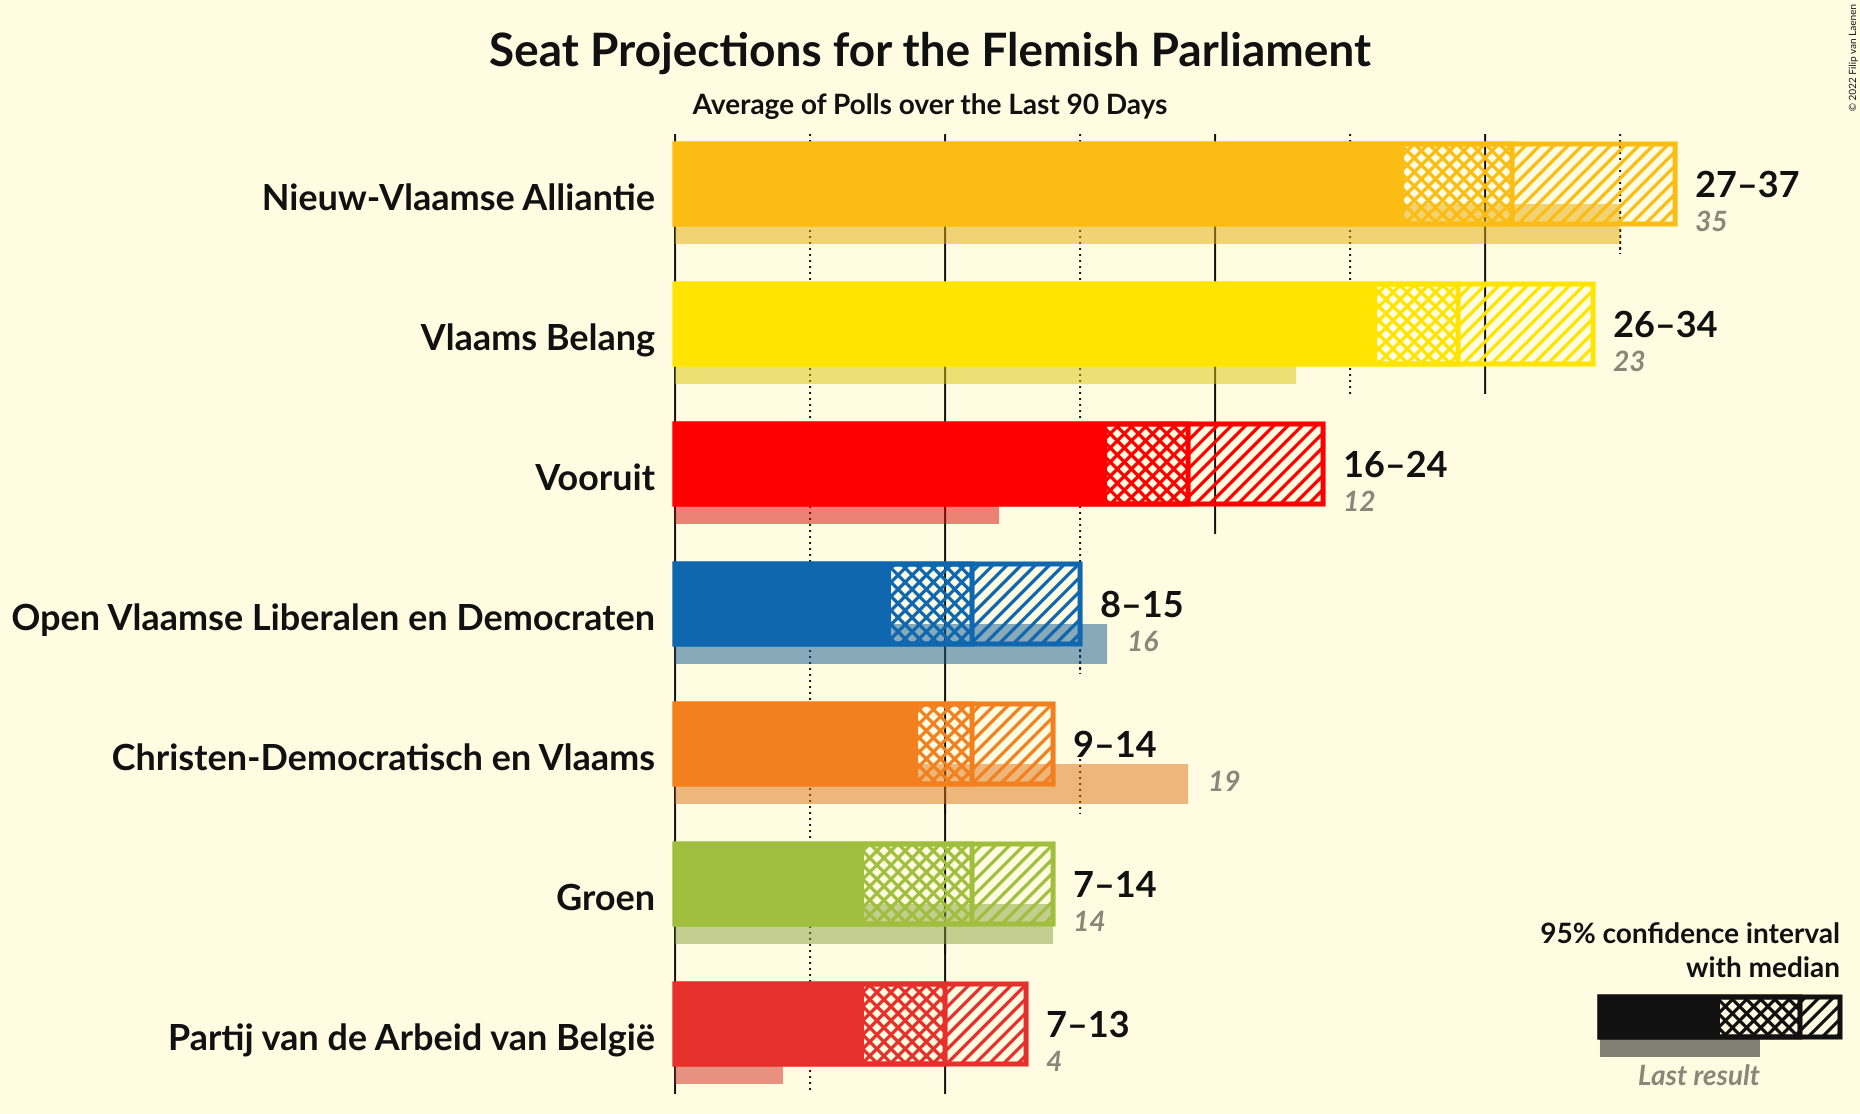 Seat Projections for the Flemish Parliament
Average of Polls over the Last 90 Days
© 2022 Filip van Laenen
Nieuw-Vlaamse Alliantie
27–37
35
Vlaams Belang
26–34
23
Vooruit
16–24
12
Open Vlaamse Liberalen en Democraten
8–15
16
Christen-Democratisch en Vlaams
9–14
19
Groen
7–14
14
Partij van de Arbeid van België
7–13
4
95% confidence interval
with median
Last result